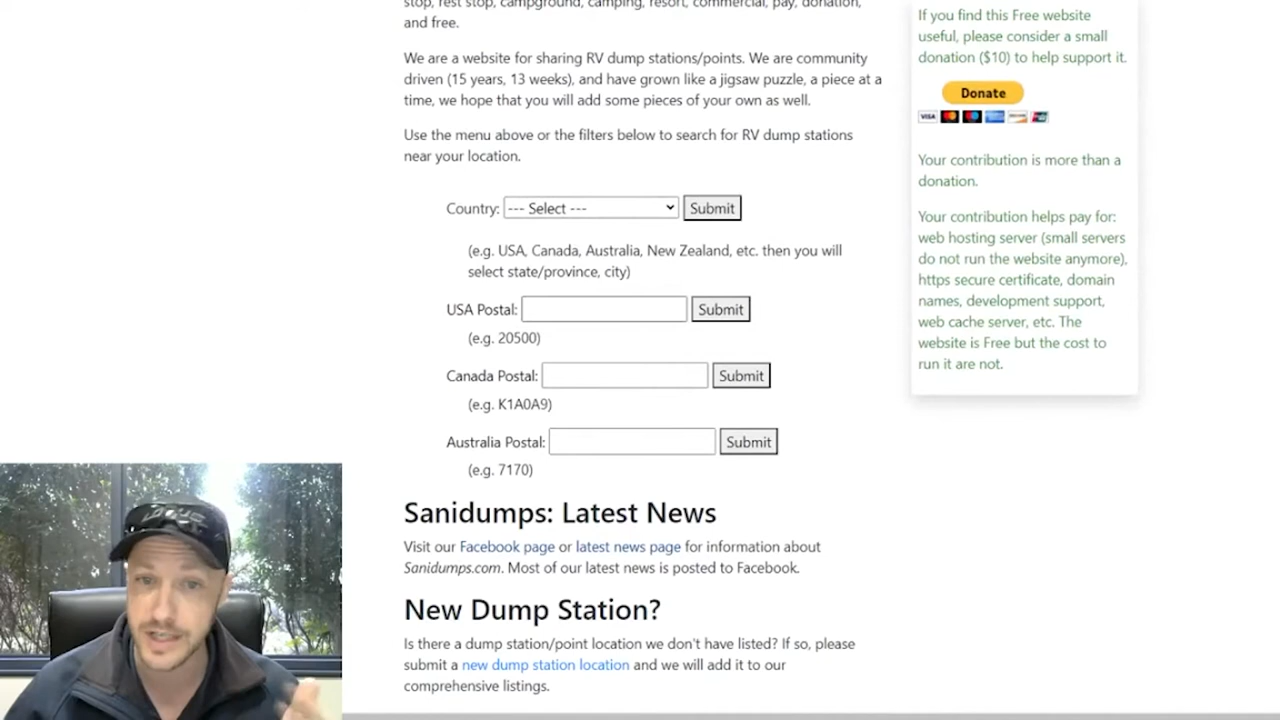 stop, rest stop, campground, camping, resort, commercial, pay, donation,
and free.
We are a website for sharing RV dump stations/points. We are community
driven (15 years, 13 weeks), and have grown like a jigsaw puzzle, a piece at a
time, we hope that you will add some pieces of your own as well.
Use the menu above or the filters below to search for RV dump stations
near your location.
Country: --- Select --- Submit
(e.g. USA, Canada, Australia, New Zealand, etc. then you will
select state/province, city)
USA Postal: Submit
(e.g. 20500)
Canada Postal: Submit
(e.g. K1A0A9)
Australia Postal: Submit
(e.g. 7170)
Sanidumps: Latest News
Visit our Facebook page or latest news page for information about
Sanidumps.com. Most of our latest news is posted to Facebook.
New Dump Station?
Is there a dump station/point location we don't have listed? If so, please
submit a new dump station location and we will add it to our
comprehensive listings.
If you find this Free website
useful, please consider a small
donation ($10) to help support it.
Donate
VISA
Your contribution is more than a
donation.
Your contribution helps pay for:
web hosting server (small servers
do not run the website anymore),
https secure certificate, domain
names, development support,
web cache server, etc. The
website is Free but the cost to
run it are not.